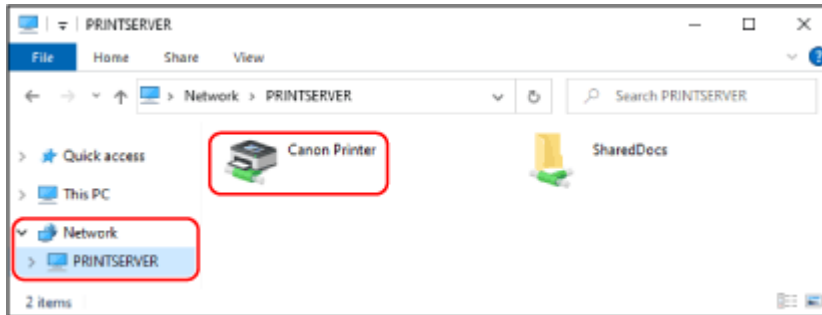 PRINTSERVER
File Home Share View
Network > PRINTSERVER Search PRINTSERVER
Quick access
Canon Printer
SharedDocs
This PC
Network
PRINTSERVER
2 items